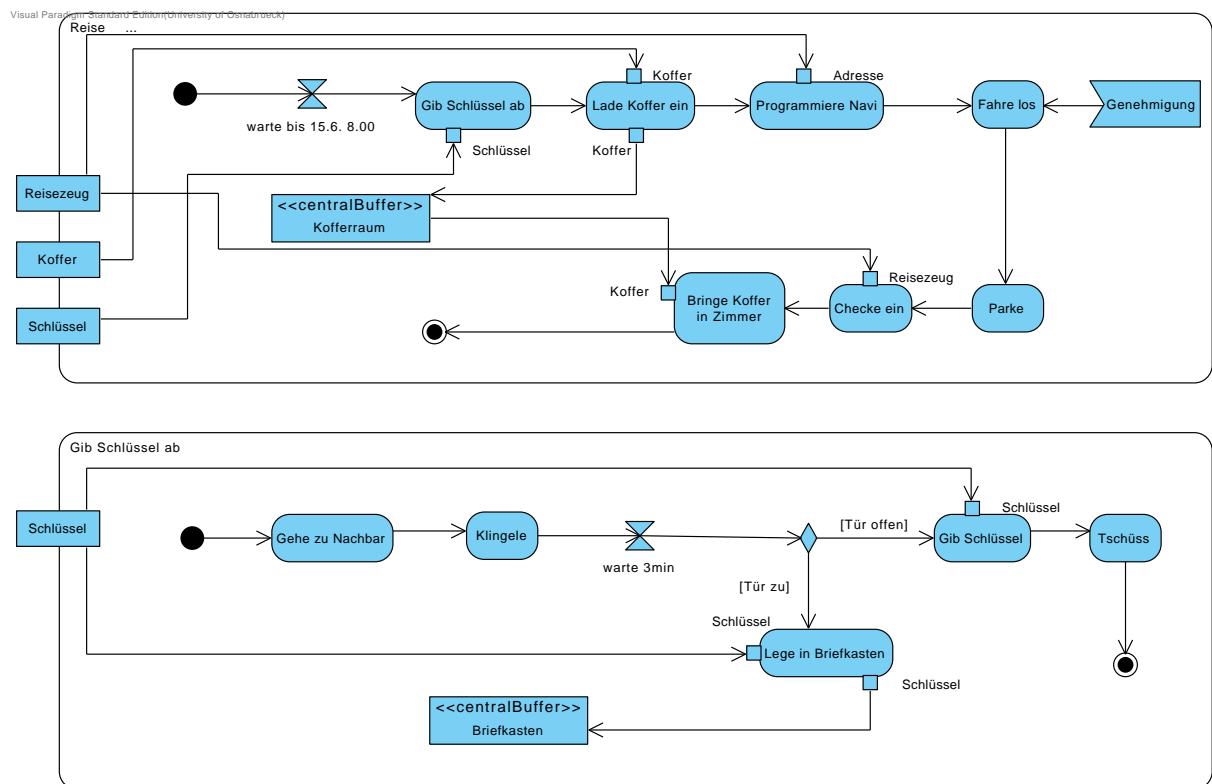 Visual Paradigm Standard Edition(University of Osnabrueck)
Reise ...
Koffer
Adresse
Gib Schlüssel ab
Lade Koffer ein
Programmiere Navi
Fahre los
Genehmigung
warte bis 15.6. 8.00
Schlüssel
Koffer
Reisezeug
<<centralBuffer>>
Kofferraum
Koffer
Schlüssel
Koffer
Reisezeug
Bringe Koffer
in Zimmer
Checke ein
Parke
Gib Schlüssel ab
Schlüssel
Schlüssel
Gehe zu Nachbar
Klingele
warte 3min
[Tür offen]
Gib Schlüssel
Tschüss
[Tür zu]
Schlüssel
Lege in Briefkasten
Schlüssel
<<centralBuffer>>
Briefkasten